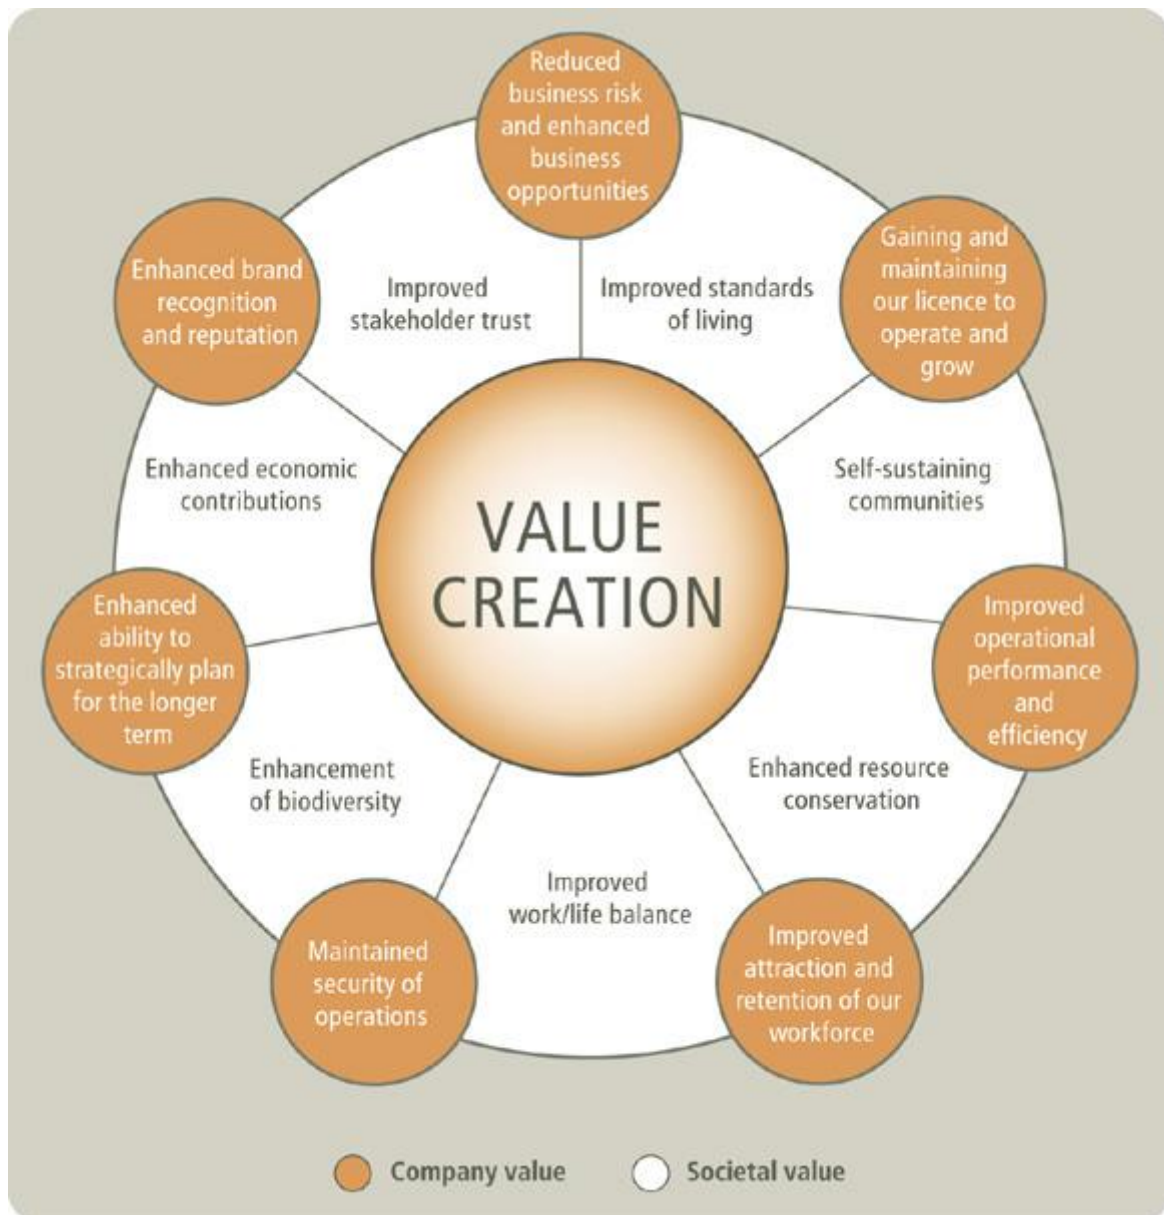 Reduced
business risk
and enhanced
business
opportunities
Gaining and
maintaining
our licence to
operate and
grow
Enhanced brand
recognition
and reputation
Improved
stakeholder trust
Improved standards
of living
Enhanced economic
contributions
Self-sustaining
communities
VALUE
CREATION
Enhanced
ability to
strategically plan
for the longer
term
Improved
operational
performance
and
efficiency
Enhancement
of biodiversity
Enhanced resource
conservation
Improved
work/life balance
Maintained
security of
operations
Improved
attraction and
retention of our
workforce
Company value
Societal value